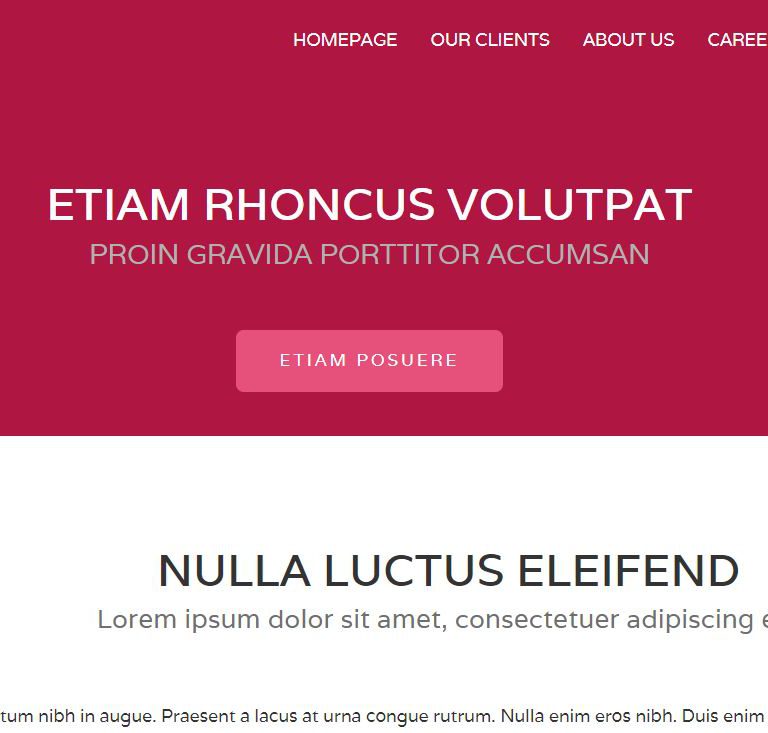 HOMEPAGE OUR CLIENTS ABOUT US
ETIAM RHONCUS VOLUTPAT
PROIN GRAVIDA PORTTITOR ACCUMSAN
ETIAM POSUERE
NULLA LUCTUS ELEIFEND
Lorem ipsum dolor sit amet, consectetuer adipiscing
nibh in augue. Praesent a lacus at urna congue rutrum. Nulla enim eros nibh. Duis enim